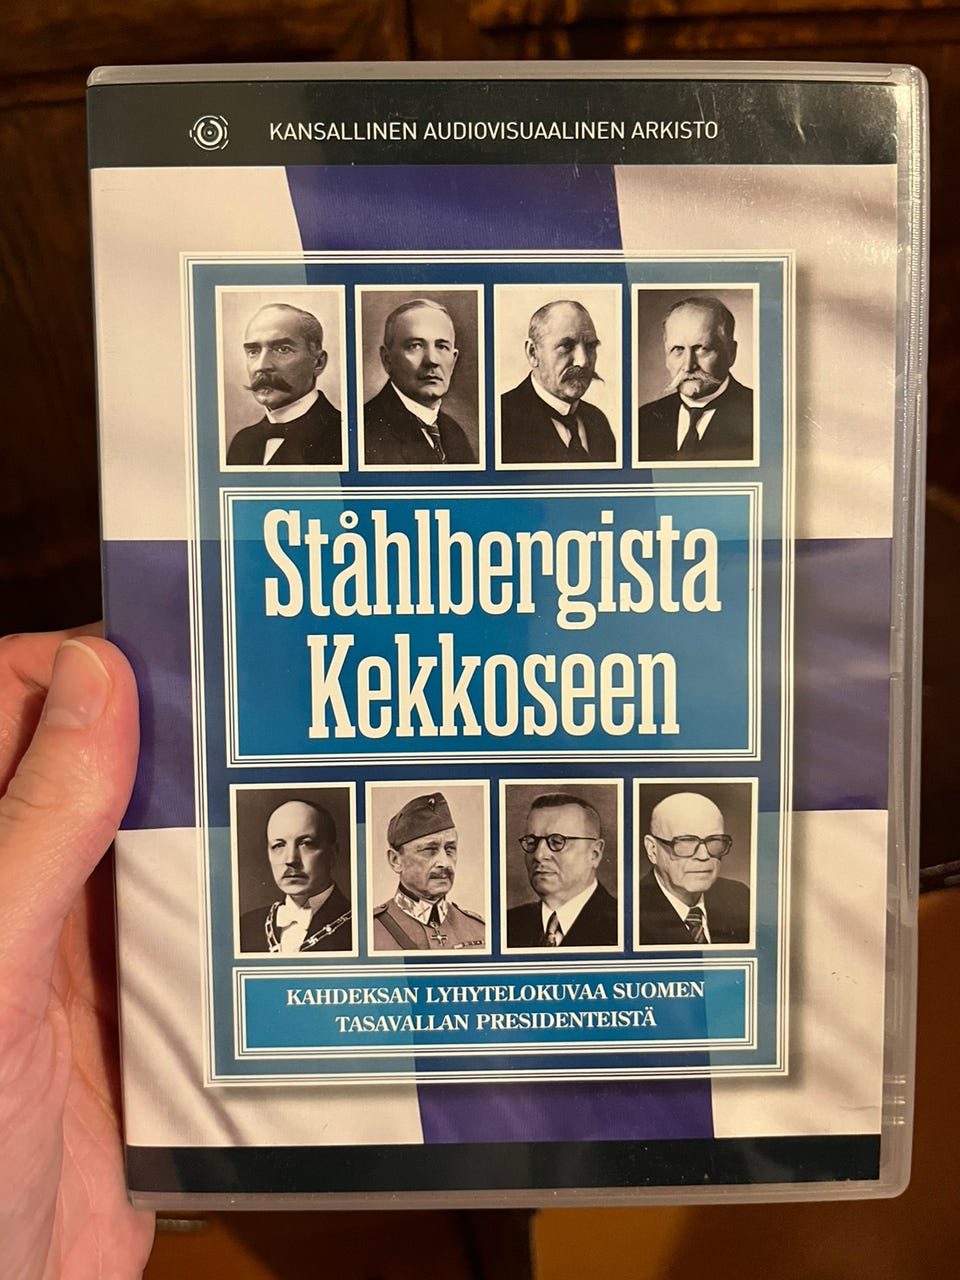 KANSALLINEN AUDIOVISUAALINEN ARKISTO
Ståhlbergista
Kekkoseen
KAHDEKSAN LYHYTELOKUVAA SUOMEN
TASAVALLAN PRESIDENTEISTÄ